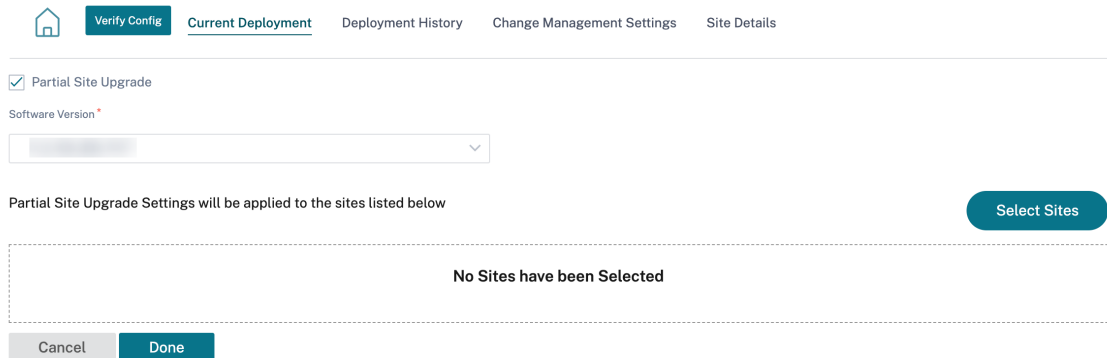 Verify Config Current Deployment Deployment History Change Management Settings Site Details
Partial Site Upgrade
Software Version *
Partial Site Upgrade Settings will be applied to the sites listed below
Select Sites
No Sites have been Selected
Cancel Done